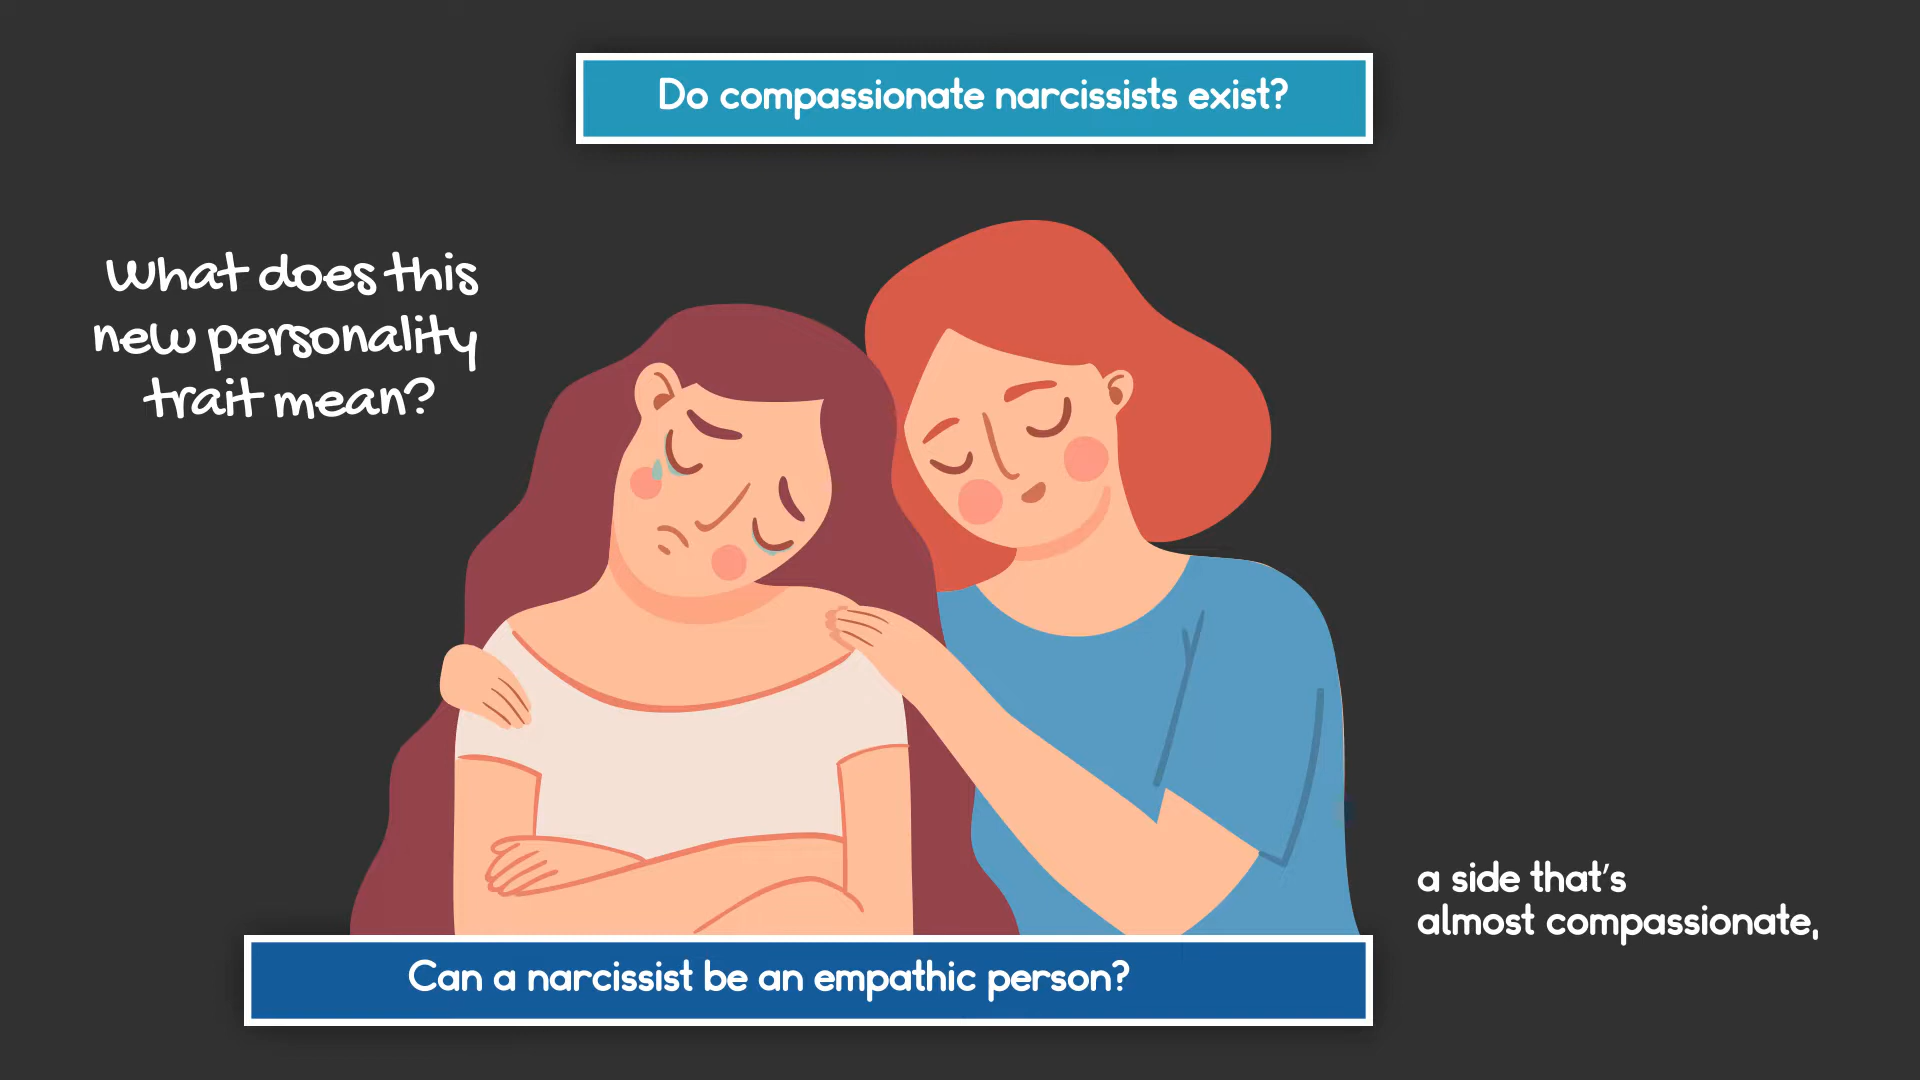 Do compassionate narcissists exist?
What does this
new personality
trait mean?
a side that's
almost compassionate,
Can a narcissist be an empathic person?